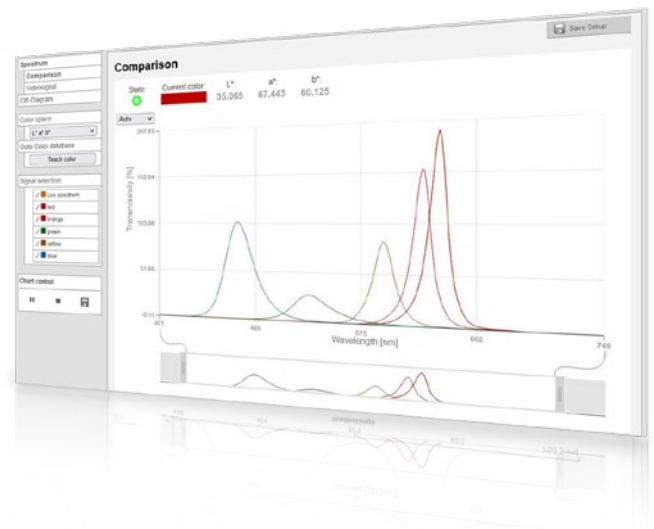 Save Setup
Spectrum
Comparison
Videosignal
CIE-Diagram
Color space
L* a* b*
Goto Color database
Teach color
Signal selection
Live spectrum
red
orange
green
yellow
blue
Chart control
Comparison
State
Current color
L*:
a*:
b*:
35.065
67.443
60.125
Auto
Transmissivity [%]
207.83
155.84
103.86
51.88
-0.11
401
488
575
662
749
Wavelength [nm]